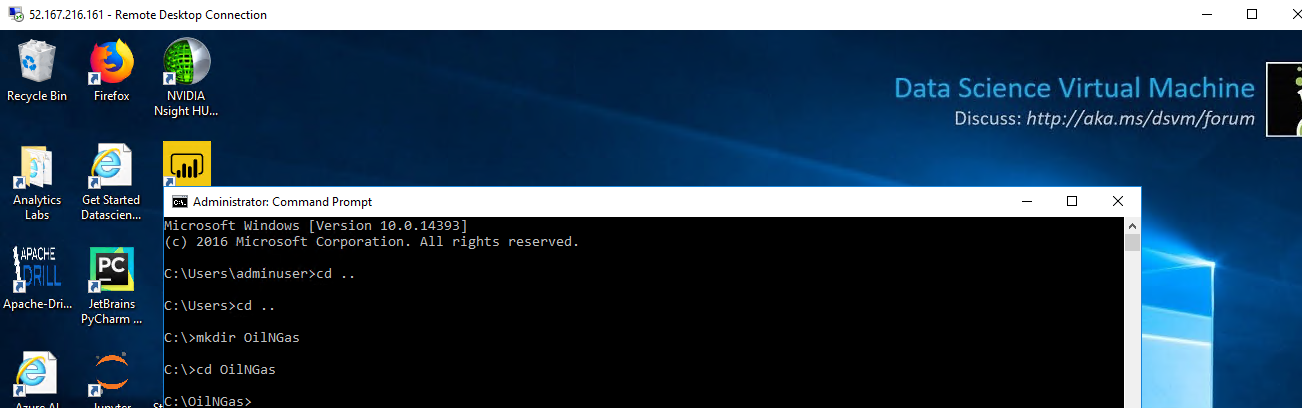 52.167.216.161 - Remote Desktop Connection
Recycle Bin
Firefox
NVIDIA
Nsight HU...
Data Science Virtual Machine
Discuss: http://aka.ms/dsvm/forum
Analytics
Labs
Get Started
Datascien...
APACHE
DRILL
Apache-Dri...
PC
JetBrains
PyCharm ...
Administrator: Command Prompt
Microsoft Windows [Version 10.0.14393]
(c) 2016 Microsoft Corporation. All rights reserved.
C:\Users\adminuser>cd ..
C:\Users>cd ..
C:\>mkdir OilNGas
C:\>cd OilNGas
C:\OilNGas>
Azure AI
Jupyter